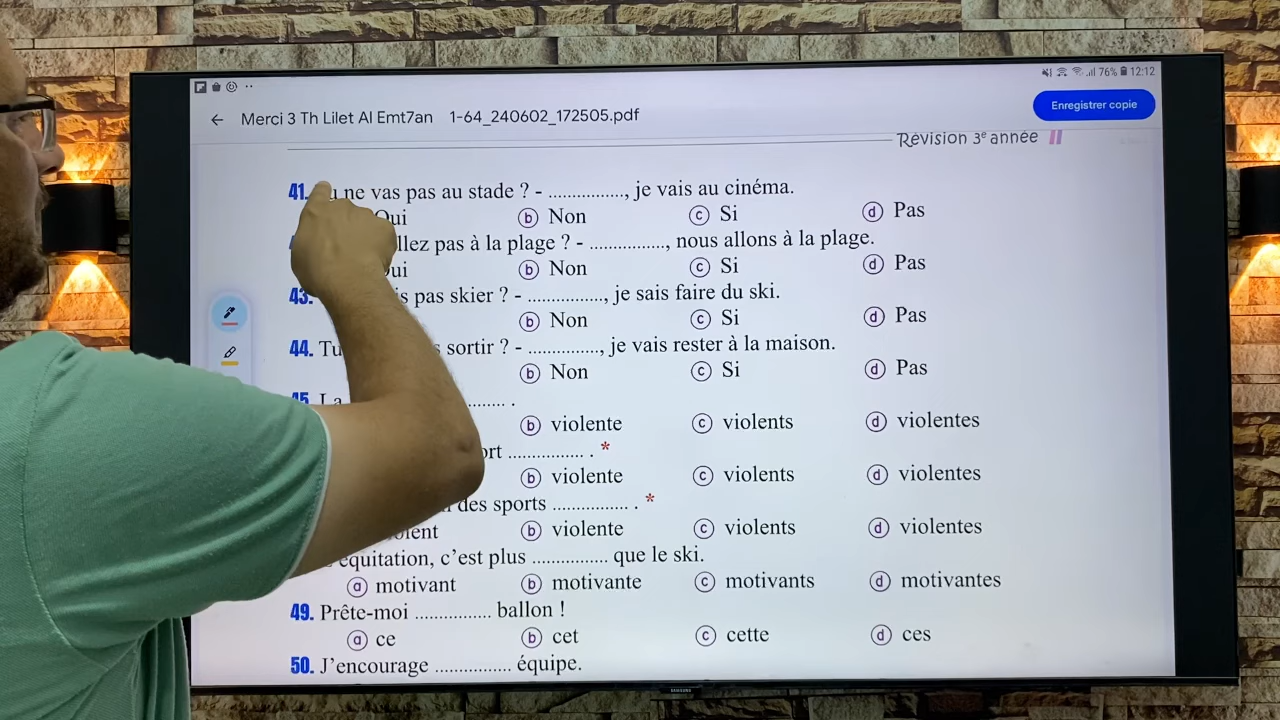 76% 12:12
Merci 3 Th Lilet Al Emt7an 1-64_240602_172505.pdf
Enregistrer copie
Révision 3e année
41. ne vas pas au stade ? - ..............., je vais au cinéma.
Oui b Non c Si d Pas
pas à la plage ? - ..............., nous allons à la plage.
b Non c Si d Pas
43. pas skier ? - ..............., je sais faire du ski.
b Non c Si d Pas
44. Tu sortir ? - ..............., je vais rester à la maison.
b Non c Si d Pas
45. La ........ .
b violente c violents d violentes
............... . *
b violente c violents d violentes
des sports ............... . *
b violente c violents d violentes
équitation, c’est plus ............... que le ski.
a motivant b motivante c motivants d motivantes
49. Prête-moi ............... ballon !
a ce b cet c cette d ces
50. J’encourage ............... équipe.
SAMSUNG